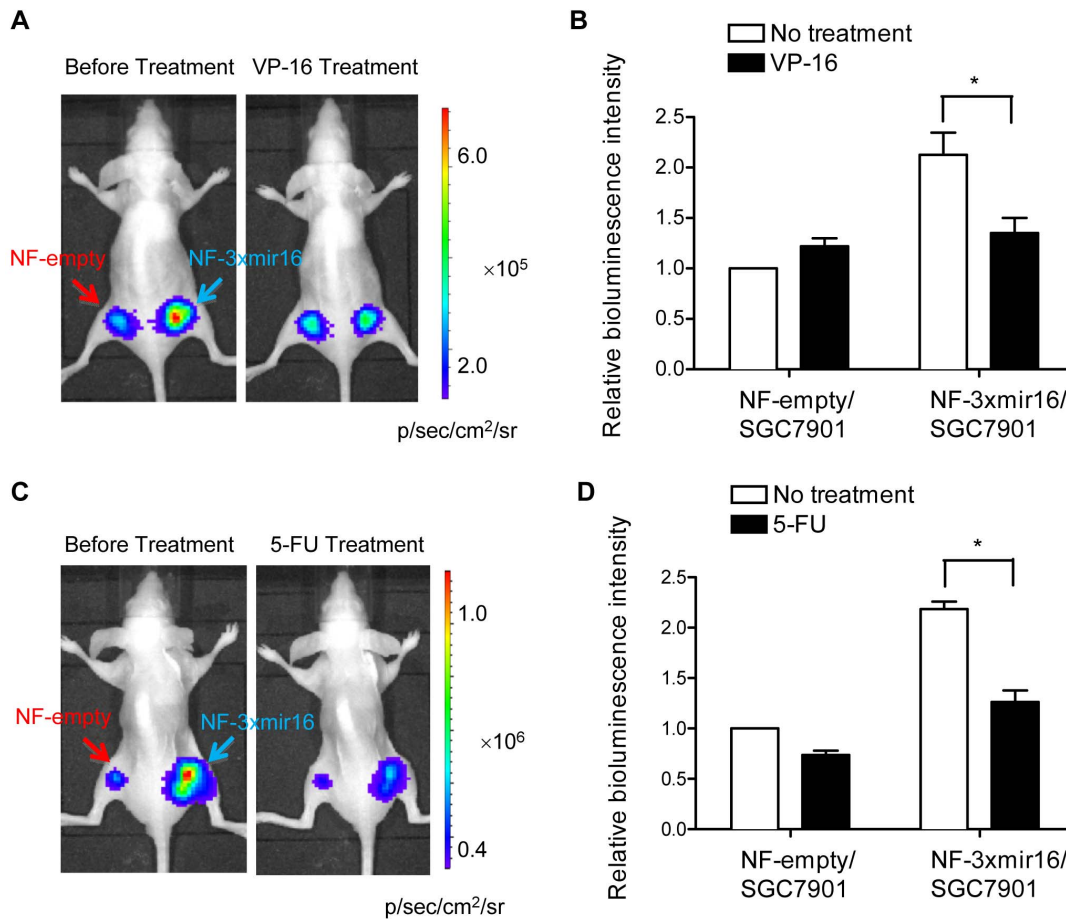 A
Before Treatment
VP-16 Treatment
NF-empty
NF-3xmir16
6.0
×10⁵
2.0
p/sec/cm²/sr
B
No treatment
VP-16
*
Relative bioluminescence intensity
2.5
2.0
1.5
1.0
0.5
0.0
NF-empty/
SGC7901
NF-3xmir16/
SGC7901
C
Before Treatment
5-FU Treatment
NF-empty
NF-3xmir16
1.0
×10⁶
0.4
p/sec/cm²/sr
D
No treatment
5-FU
*
Relative bioluminescence intensity
2.5
2.0
1.5
1.0
0.5
0.0
NF-empty/
SGC7901
NF-3xmir16/
SGC7901